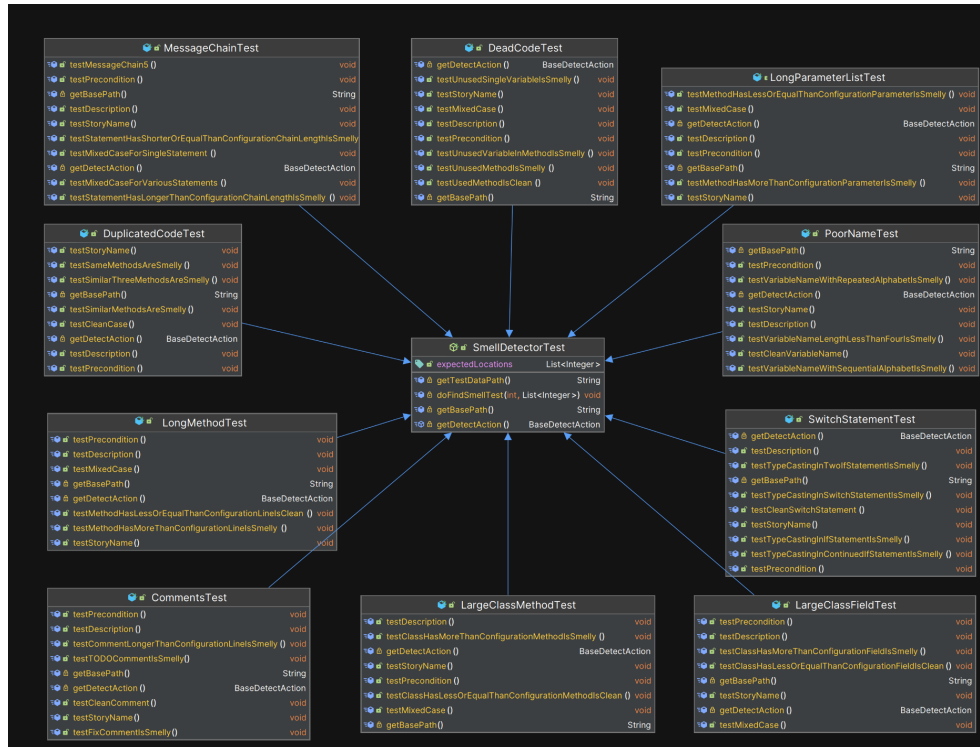 MessageChainTest
testMessageChain5() void
testPrecondition() void
getBasePath() String
testDescription() void
testStoryName() void
testStatementHasShorterOrEqualThanConfigurationChainLengthIsSmelly
testMixedCaseForSingleStatement () void
getDetectAction() BaseDetectAction
testMixedCaseForVariousStatements () void
testStatementHasLongerThanConfigurationChainLengthIsSmelly () void
DeadCodeTest
getDetectAction() BaseDetectAction
testUnusedSingleVariableIsSmelly() void
testStoryName() void
testMixedCase() void
testDescription() void
testPrecondition() void
testUnusedVariableInMethodIsSmelly() void
testUnusedMethodIsSmelly() void
testUsedMethodIsClean() void
getBasePath() String
LongParameterListTest
testMethodHasLessOrEqualThanConfigurationParameterIsSmelly() void
testMixedCase() void
getDetectAction() BaseDetectAction
testDescription() void
testPrecondition() void
getBasePath() String
testMethodHasMoreThanConfigurationParameterIsSmelly() void
testStoryName() void
DuplicatedCodeTest
testStoryName() void
testSameMethodsAreSmelly() void
testSimilarThreeMethodsAreSmelly() void
getBasePath() String
testSimilarMethodsAreSmelly() void
testCleanCase() void
getDetectAction() BaseDetectAction
testDescription() void
testPrecondition() void
PoorNameTest
getBasePath() String
testPrecondition() void
testVariableNameWithRepeatedAlphabetIsSmelly() void
getDetectAction() BaseDetectAction
testStoryName() void
testDescription() void
testVariableNameLengthLessThanFourIsSmelly() void
testCleanVariableName() void
testVariableNameWithSequentialAlphabetIsSmelly() void
SmellDetectorTest
expectedLocations List<Integer>
getTestDataPath() String
doFindSmellTest(int, List<Integer>) void
getBasePath() String
getDetectAction() BaseDetectAction
LongMethodTest
testPrecondition() void
testDescription() void
testMixedCase() void
getBasePath() String
getDetectAction() BaseDetectAction
testMethodHasLessOrEqualThanConfigurationLineIsClean () void
testMethodHasMoreThanConfigurationLineIsSmelly () void
testStoryName() void
SwitchStatementTest
getDetectAction() BaseDetectAction
testDescription() void
testTypeCastingInTwoIfStatementIsSmelly() void
getBasePath() String
testTypeCastingInSwitchStatementIsSmelly() void
testCleanSwitchStatement () void
testStoryName() void
testTypeCastingInIfStatementIsSmelly() void
testTypeCastingInContinuedIfStatementIsSmelly () void
testPrecondition() void
CommentsTest
testPrecondition() void
testDescription() void
testCommentLongerThanConfigurationLineIsSmelly () void
testTODOCommentIsSmelly() void
getBasePath() String
getDetectAction() BaseDetectAction
testCleanComment () void
testStoryName() void
testFixCommentIsSmelly() void
LargeClassMethodTest
testDescription() void
testClassHasMoreThanConfigurationMethodIsSmelly () void
getDetectAction() BaseDetectAction
testStoryName() void
testPrecondition() void
testClassHasLessOrEqualThanConfigurationMethodIsClean () void
testMixedCase() void
getBasePath() String
LargeClassFieldTest
testPrecondition() void
testDescription() void
testClassHasMoreThanConfigurationFieldIsSmelly () void
testClassHasLessOrEqualThanConfigurationFieldIsClean () void
getBasePath() String
testStoryName() void
getDetectAction() BaseDetectAction
testMixedCase() void